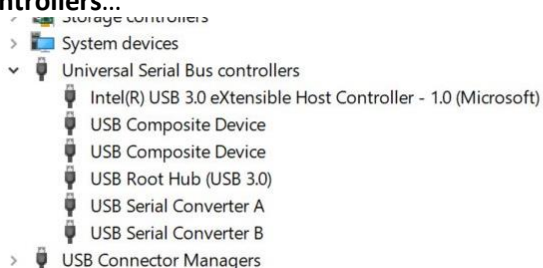 ntrollers...
Storage controllers
System devices
Universal Serial Bus controllers
Intel(R) USB 3.0 eXtensible Host Controller - 1.0 (Microsoft)
USB Composite Device
USB Composite Device
USB Root Hub (USB 3.0)
USB Serial Converter A
USB Serial Converter B
USB Connector Managers